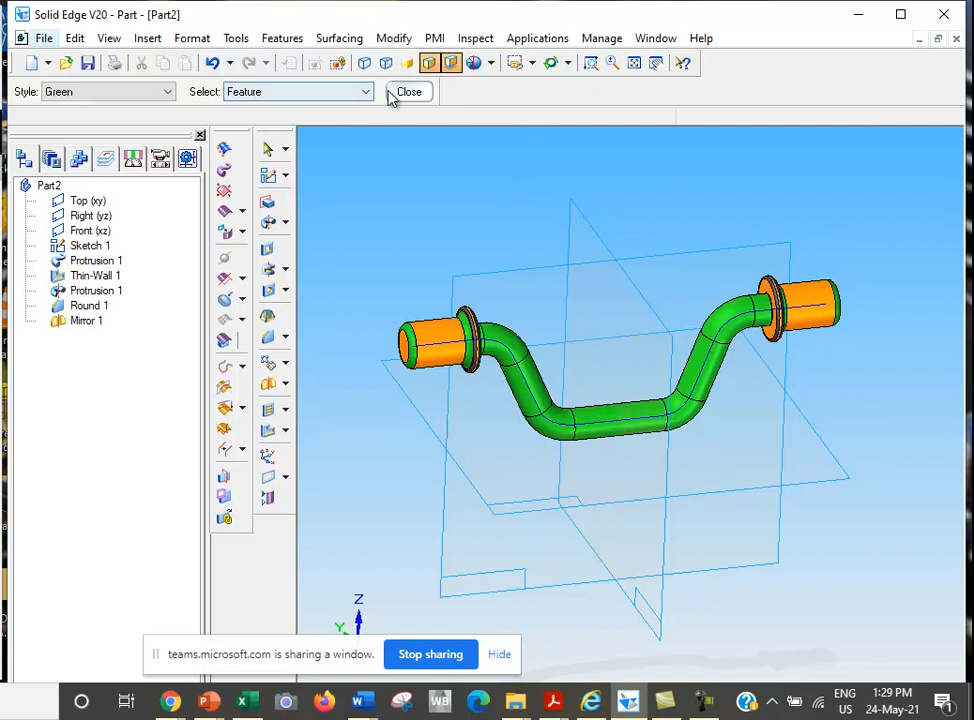 Solid Edge V20 - Part - [Part2]
File Edit View Insert Format Tools Features Surfacing Modify PMI Inspect Applications Manage Window Help
Style: Green Select: Feature Close
Part2
Top (xy)
Right (yz)
Front (xz)
Sketch 1
Protrusion 1
Thin-Wall 1
Protrusion 1
Round 1
Mirror 1
Z
Y
teams.microsoft.com is sharing a window. Stop sharing Hide
WB
ENG
US
1:29 PM
24-May-21
1